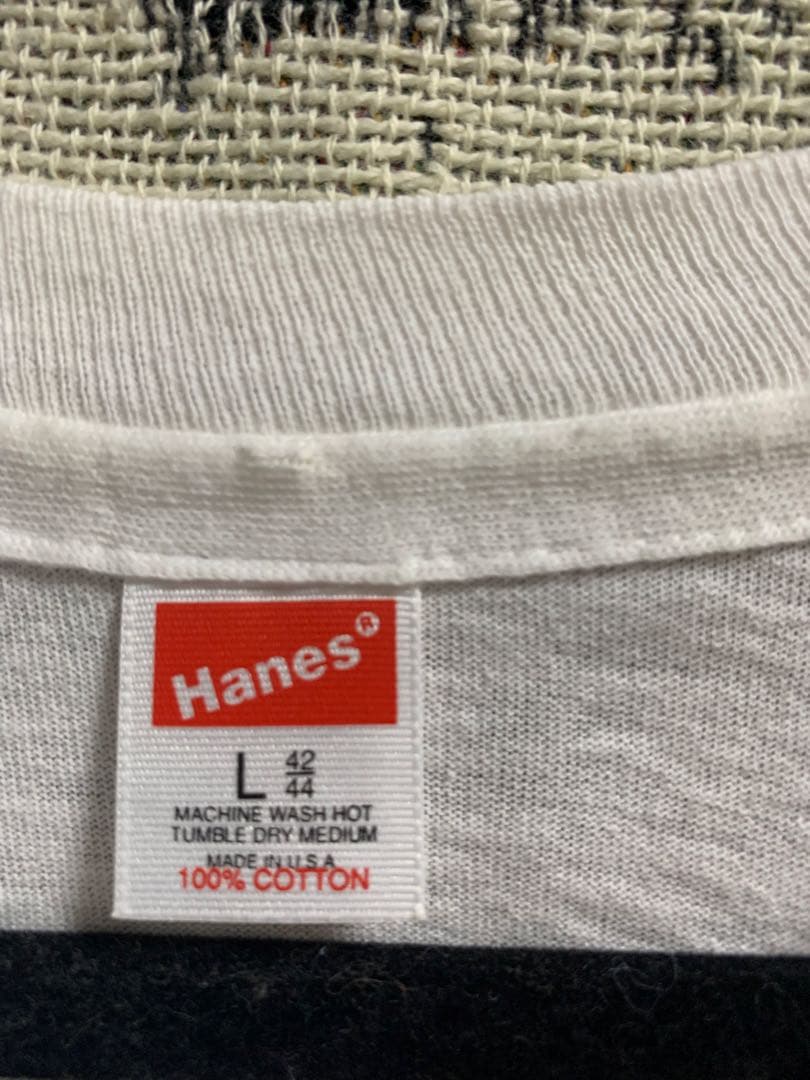 Hanes®
L 42/44
MACHINE WASH HOT
TUMBLE DRY MEDIUM
MADE IN U.S.A.
100% COTTON